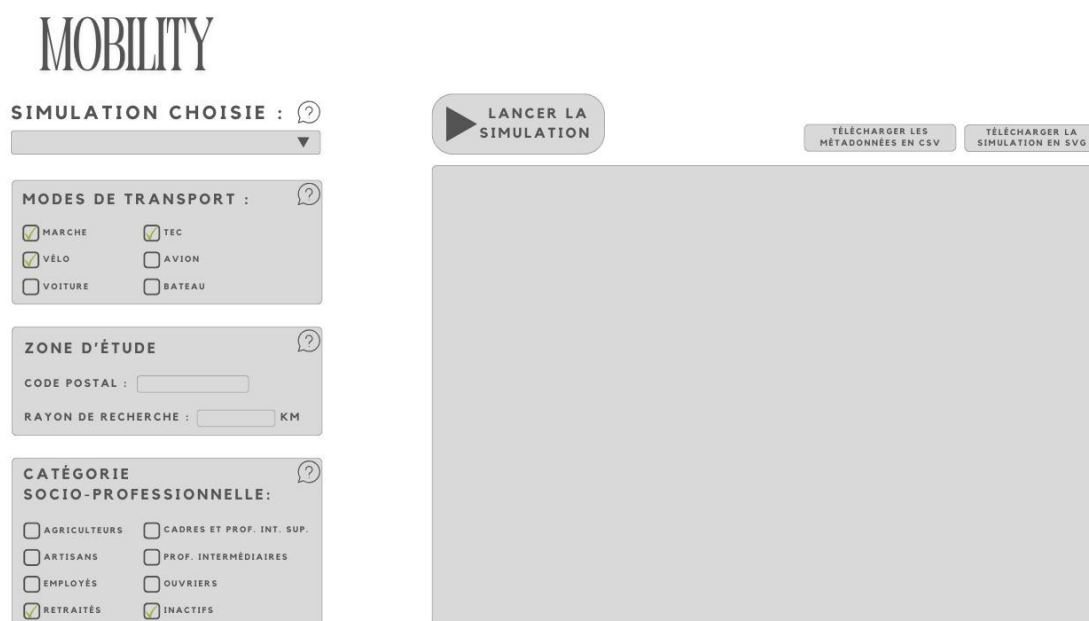 MOBILITY
SIMULATION CHOISIE : ?
MODES DE TRANSPORT : ?
MARCHE
TEC
VÉLO
AVION
VOITURE
BATEAU
ZONE D'ÉTUDE ?
CODE POSTAL :
RAYON DE RECHERCHE : KM
CATÉGORIE ?
SOCIO-PROFESSIONNELLE:
AGRICULTEURS
CADRES ET PROF. INT. SUP.
ARTISANS
PROF. INTERMÉDIAIRES
EMPLOYÉS
OUVRIERS
RETRAITÉS
INACTIFS
LANCER LA
SIMULATION
TÉLÉCHARGER LES
MÉTADONNÉES EN CSV
TÉLÉCHARGER LA
SIMULATION EN SVG